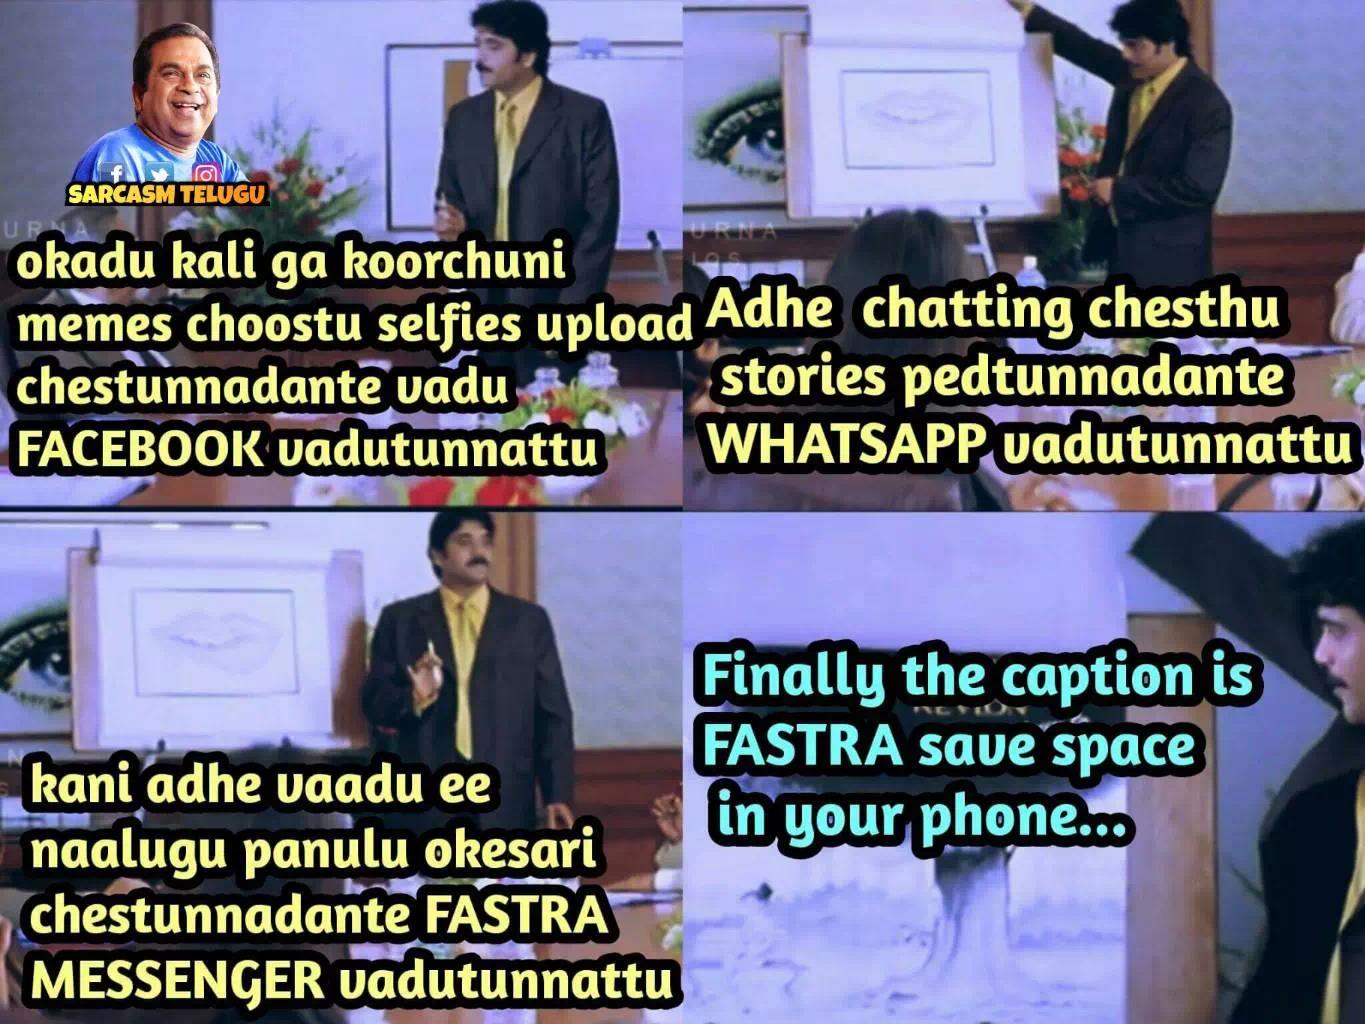 SARCASM TELUGU
okadu kali ga koorchuni
memes choostu selfies upload
chestunnadante vadu
FACEBOOK vadutunnattu
Adhe chatting chesthu
stories pedtunnadante
WHATSAPP vadutunnattu
kani adhe vaadu ee
naalugu panulu okesari
chestunnadante FASTRA
MESSENGER vadutunnattu
Finally the caption is
REVLON
FASTRA save space
in your phone...